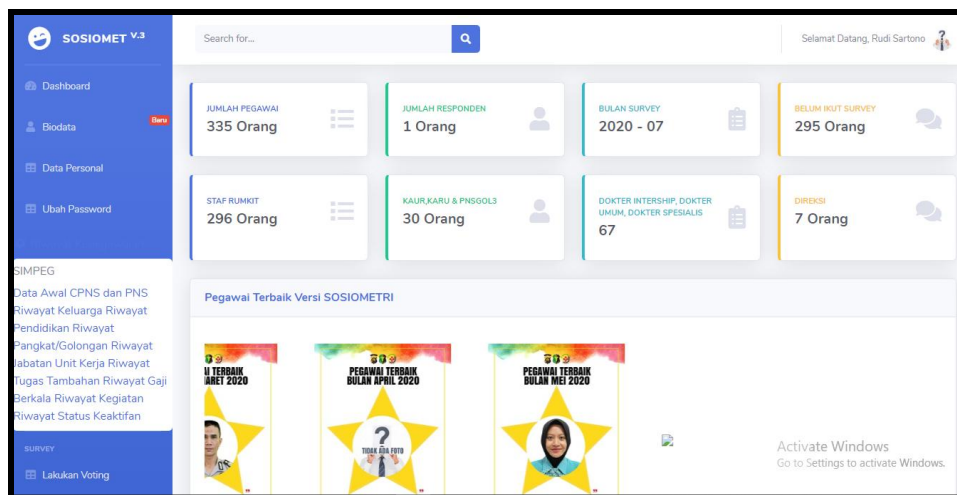 SOSIOMET V.3
Search for...
Selamat Datang, Rudi Sartono
Dashboard
Biodata
Baru
Data Personal
Ubah Password
SIMPEG
Data Awal CPNS dan PNS
Riwayat Keluarga Riwayat
Pendidikan Riwayat
Pangkat/Golongan Riwayat
Jabatan Unit Kerja Riwayat
Tugas Tambahan Riwayat Gaji
Berkala Riwayat Kegiatan
Riwayat Status Keaktifan
SURVEY
Lakukan Voting
JUMLAH PEGAWAI
335 Orang
JUMLAH RESPONDEN
1 Orang
BULAN SURVEY
2020 - 07
BELUM IKUT SURVEY
295 Orang
STAF RUMKIT
296 Orang
KAUR,KARU & PNSGOL3
30 Orang
DOKTER INTERSHIP, DOKTER
UMUM, DOKTER SPESIALIS
67
DIREKSI
7 Orang
Pegawai Terbaik Versi SOSIOMETRI
AI TERBAIK
ARET 2020
PEGAWAI TERBAIK
BULAN APRIL 2020
?
TIDAK ADA FOTO
PEGAWAI TERBAIK
BULAN MEI 2020
Activate Windows
Go to Settings to activate Windows.